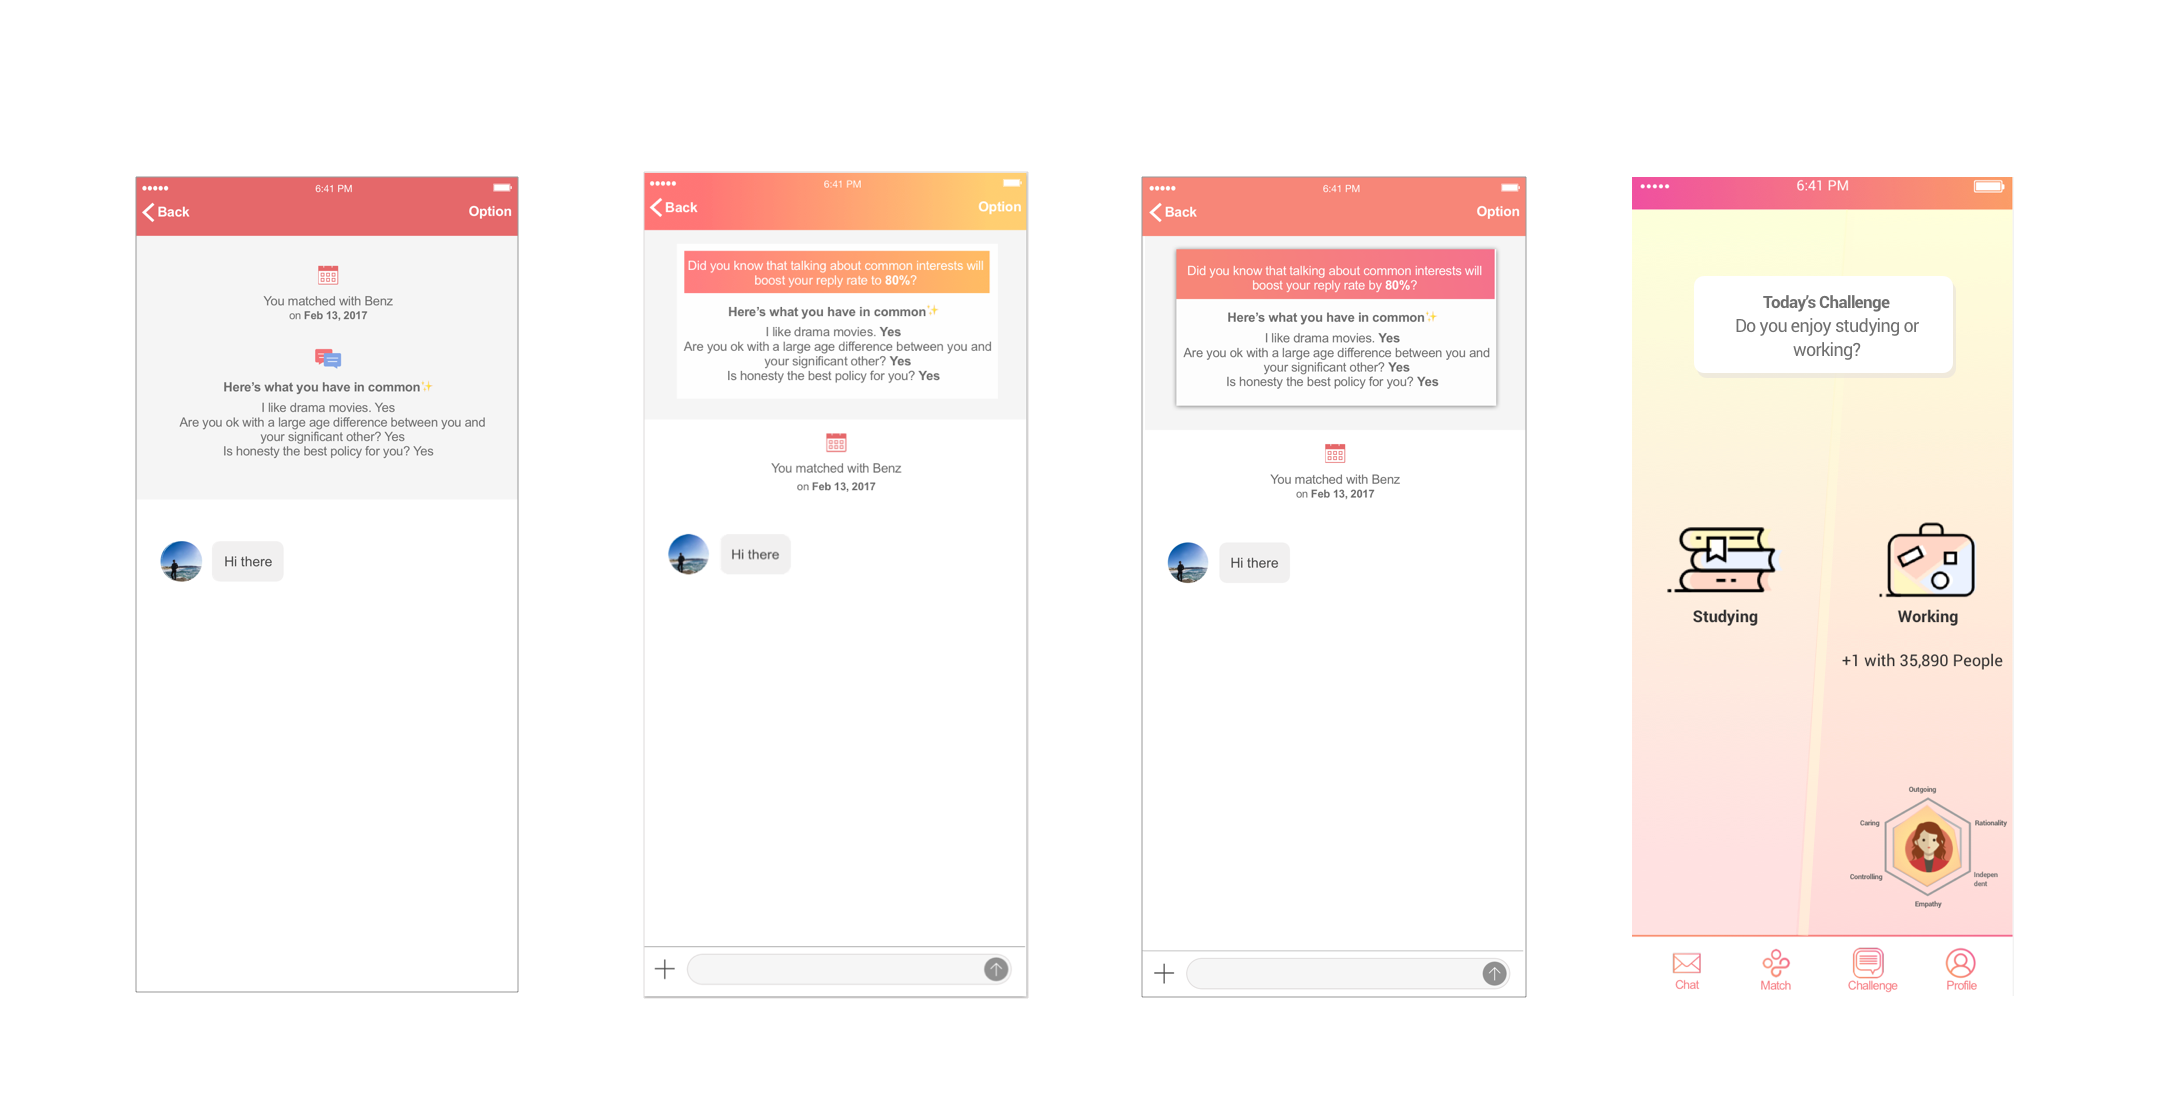 6:41 PM
Back
Option
You matched with Benz
on Feb 13, 2017
Here's what you have in common✨
I like drama movies. Yes
Are you ok with a large age difference between you and
your significant other? Yes
Is honesty the best policy for you? Yes
Hi there
6:41 PM
Back
Option
Did you know that talking about common interests will
boost your reply rate to 80%?
Here's what you have in common✨
I like drama movies. Yes
Are you ok with a large age difference between you and
your significant other? Yes
Is honesty the best policy for you? Yes
You matched with Benz
on Feb 13, 2017
Hi there
6:41 PM
Back
Option
Did you know that talking about common interests will
boost your reply rate by 80%?
Here's what you have in common✨
I like drama movies. Yes
Are you ok with a large age difference between you and
your significant other? Yes
Is honesty the best policy for you? Yes
You matched with Benz
on Feb 13, 2017
Hi there
6:41 PM
Today's Challenge
Do you enjoy studying or
working?
Studying
Working
+1 with 35,890 People
Outgoing
Caring
Rationality
Controlling
Indepen
dent
Empathy
Chat
Match
Challenge
Profile